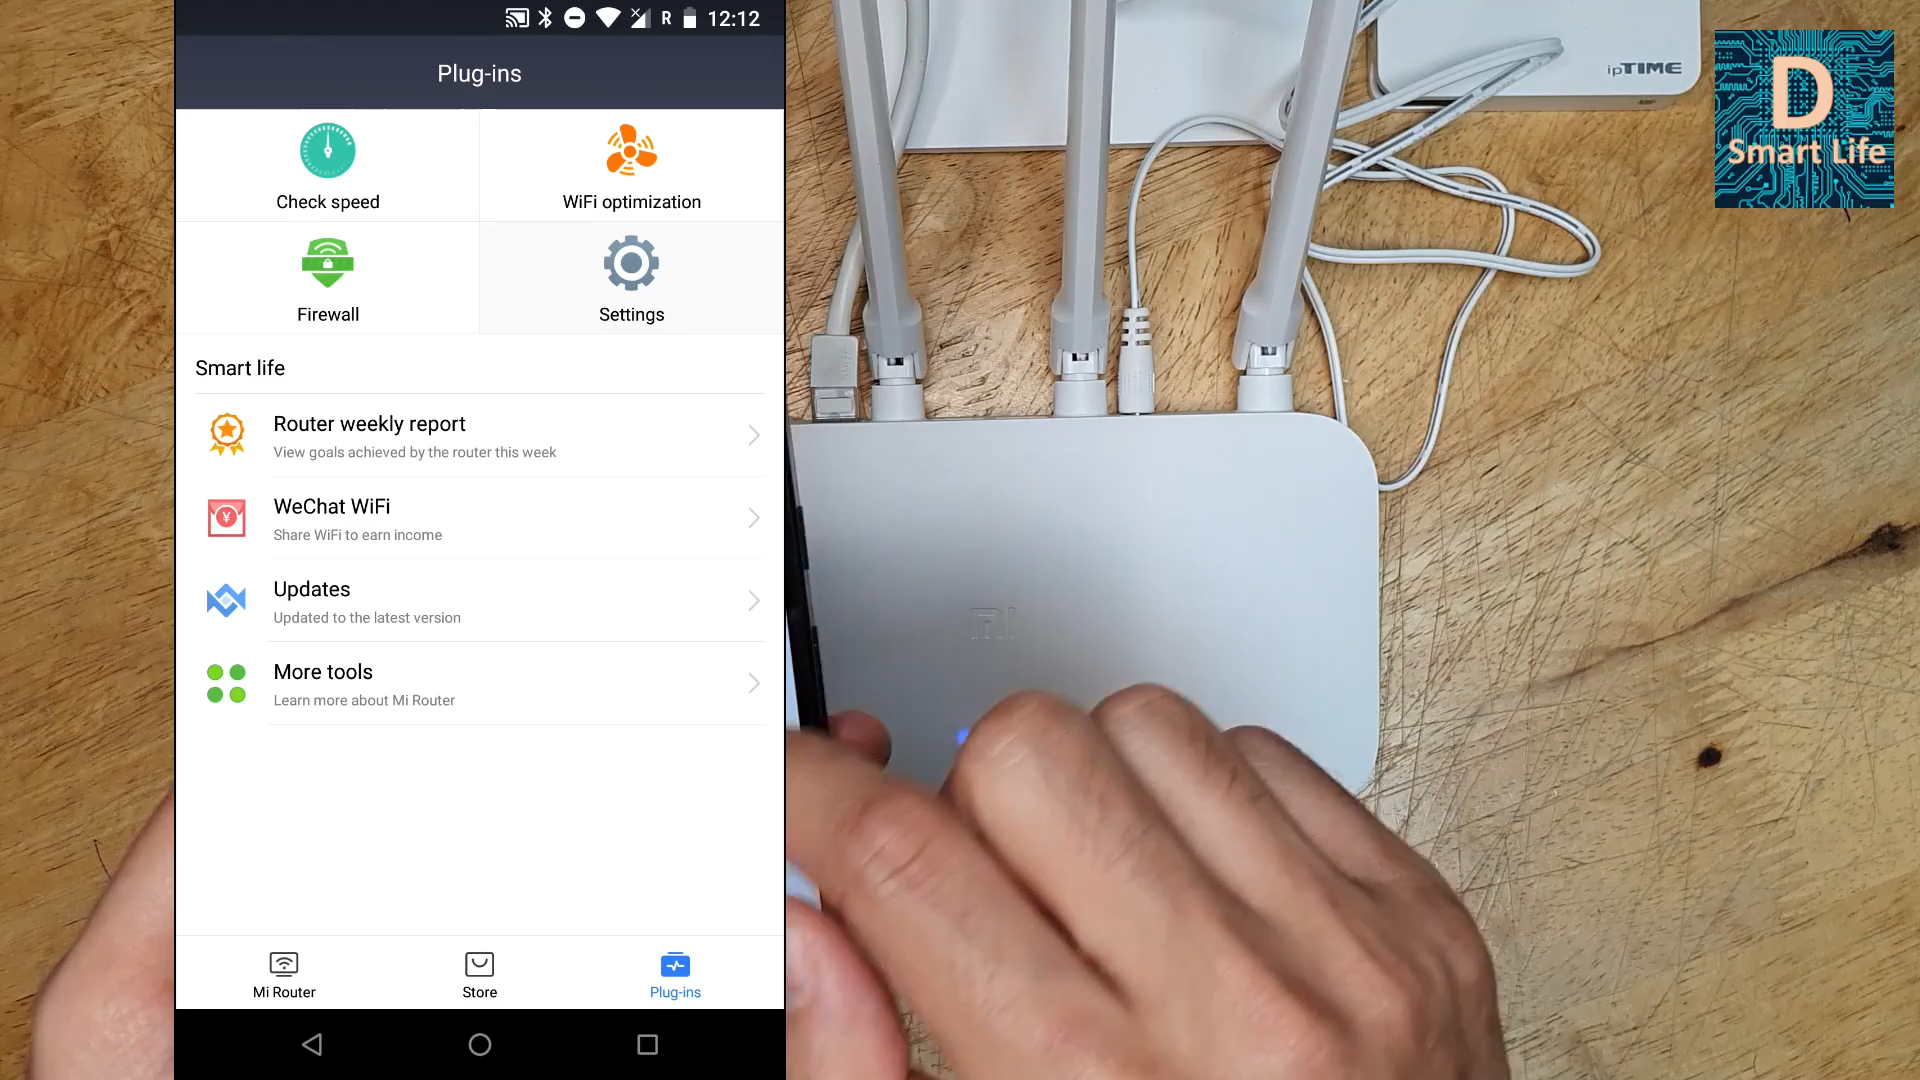 R 12:12
Plug-ins
Check speed
WiFi optimization
Firewall
Settings
Smart life
Router weekly report
View goals achieved by the router this week
¥
WeChat WiFi
Share WiFi to earn income
Updates
Updated to the latest version
More tools
Learn more about Mi Router
Mi Router
Store
Plug-ins
ipTIME
mi
D
Smart Life